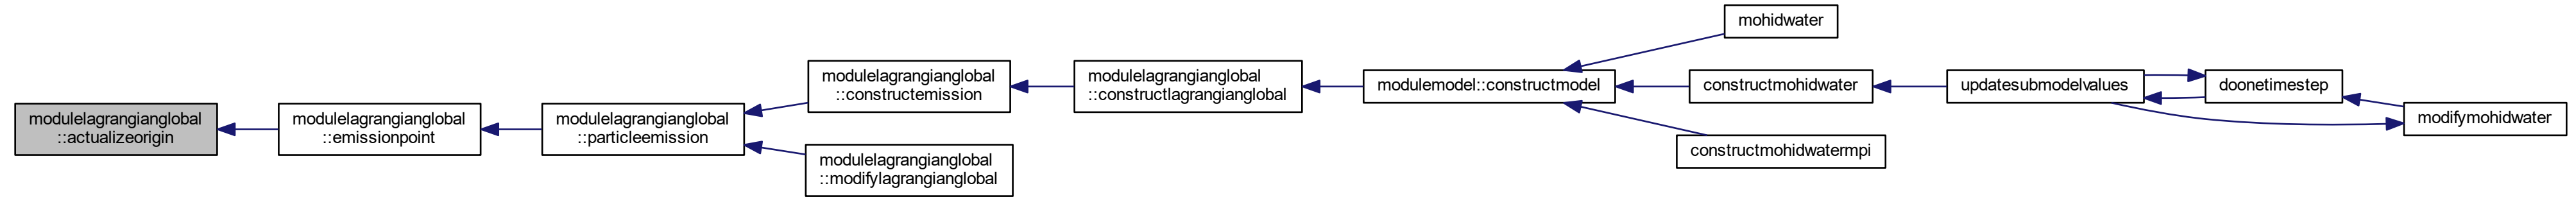 modulelagrangianglobal
::actualizeorigin
modulelagrangianglobal
::emissionpoint
modulelagrangianglobal
::particleemission
modulelagrangianglobal
::constructemission
modulelagrangianglobal
::modifylagrangianglobal
modulelagrangianglobal
::constructlagrangianglobal
modulemodel::constructmodel
mohidwater
constructmohidwater
constructmohidwatermpi
updatesubmodelvalues
doonetimestep
modifymohidwater